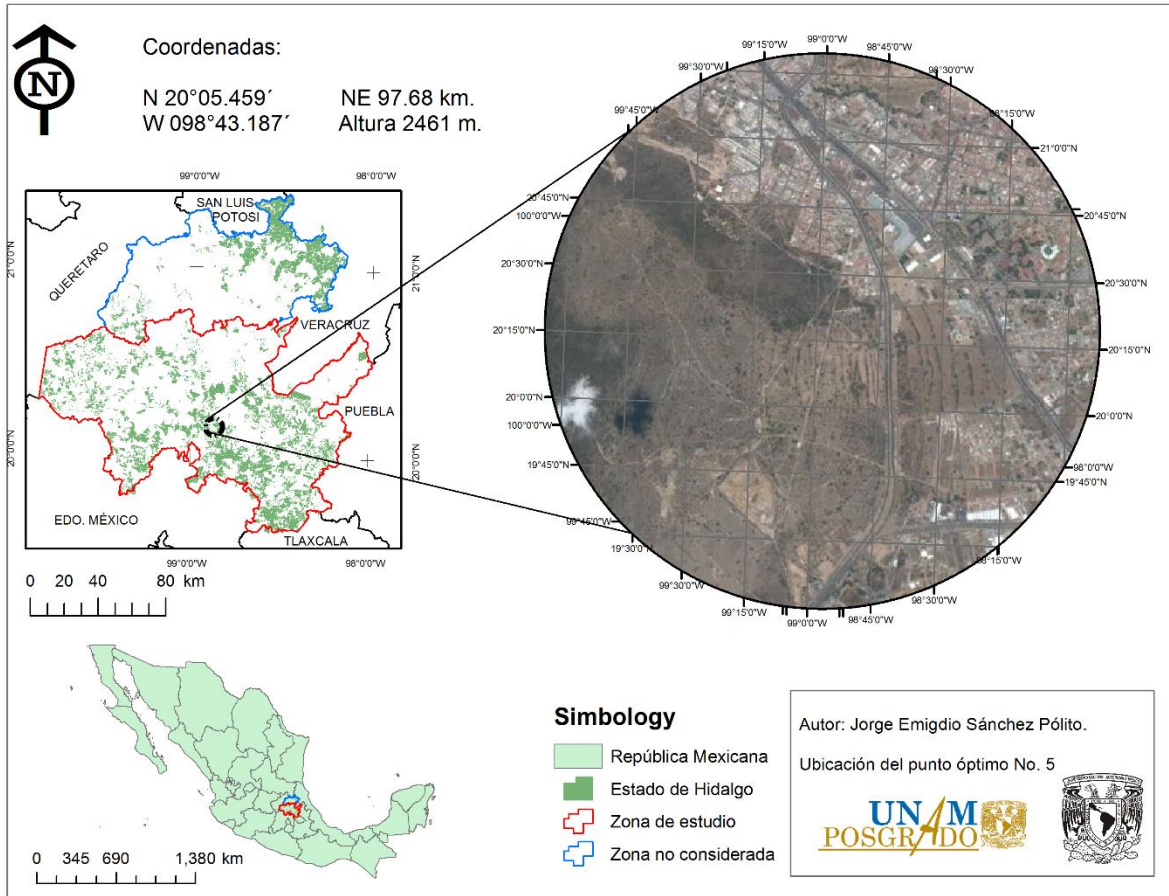 N
Coordenadas:
N 20°05.459´ NE 97.68 km.
W 098°43.187´ Altura 2461 m.
99°0'0"W 98°0'0"W
SAN LUIS
POTOSI
QUERETARO
21°0'0"N
21°0'0"N
VERACRUZ
PUEBLA
20°0'0"N
20°0'0"N
EDO. MÉXICO
TLAXCALA
99°0'0"W 98°0'0"W
0 20 40 80 km
99°15'0"W
99°0'0"W
98°45'0"W
98°30'0"W
98°15'0"W
21°0'0"N
20°45'0"N
20°30'0"N
20°15'0"N
20°0'0"N
98°0'0"W
19°45'0"N
98°15'0"W
98°30'0"W
98°45'0"W
99°0'0"W
99°15'0"W
99°30'0"W
19°30'0"N
99°45'0"W
19°45'0"N
100°0'0"W
20°0'0"N
20°15'0"N
20°30'0"N
100°0'0"W
20°45'0"N
99°45'0"W
99°30'0"W
0 345 690 1,380 km
Simbology
República Mexicana
Estado de Hidalgo
Zona de estudio
Zona no considerada
Autor: Jorge Emigdio Sánchez Pólito.
Ubicación del punto óptimo No. 5
UNAM
POSGRADO